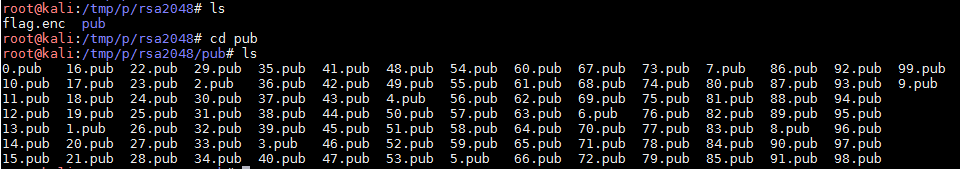 root@kali:/tmp/p/rsa2048# ls
flag.enc pub
root@kali:/tmp/p/rsa2048# cd pub
root@kali:/tmp/p/rsa2048/pub# ls
0.pub 16.pub 22.pub 29.pub 35.pub 41.pub 48.pub 54.pub 60.pub 67.pub 73.pub 7.pub 86.pub 92.pub 99.pub
10.pub 17.pub 23.pub 2.pub 36.pub 42.pub 49.pub 55.pub 61.pub 68.pub 74.pub 80.pub 87.pub 93.pub 9.pub
11.pub 18.pub 24.pub 30.pub 37.pub 43.pub 4.pub 56.pub 62.pub 69.pub 75.pub 81.pub 88.pub 94.pub
12.pub 19.pub 25.pub 31.pub 38.pub 44.pub 50.pub 57.pub 63.pub 6.pub 76.pub 82.pub 89.pub 95.pub
13.pub 1.pub 26.pub 32.pub 39.pub 45.pub 51.pub 58.pub 64.pub 70.pub 77.pub 83.pub 8.pub 96.pub
14.pub 20.pub 27.pub 33.pub 3.pub 46.pub 52.pub 59.pub 65.pub 71.pub 78.pub 84.pub 90.pub 97.pub
15.pub 21.pub 28.pub 34.pub 40.pub 47.pub 53.pub 5.pub 66.pub 72.pub 79.pub 85.pub 91.pub 98.pub